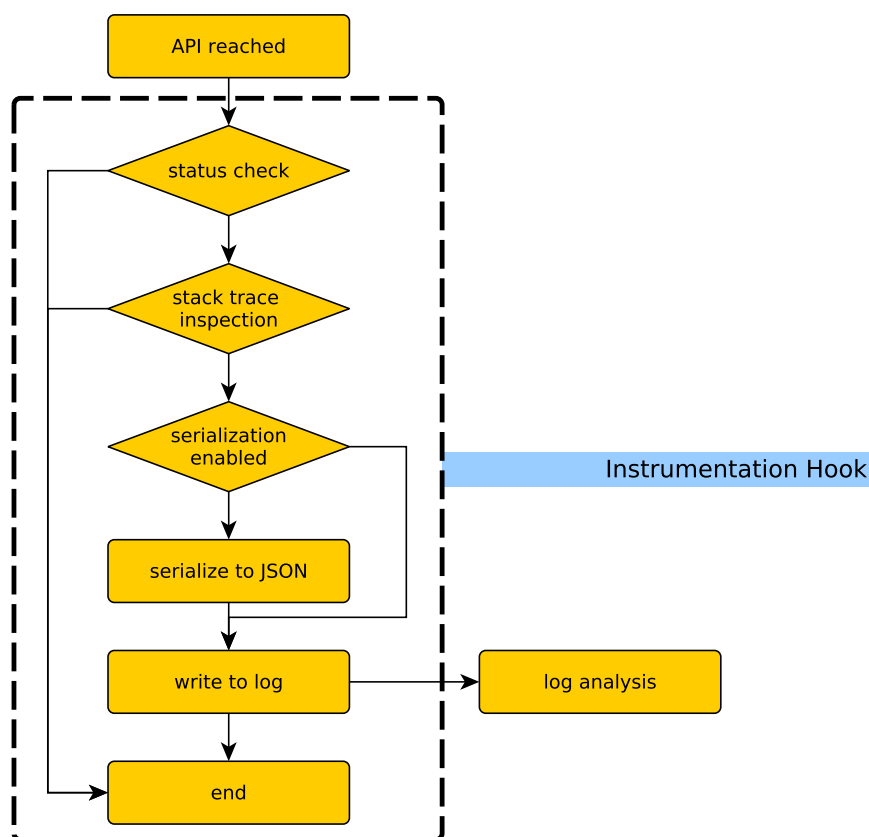 API reached
status check
stack trace
inspection
serialization
enabled
Instrumentation Hook
serialize to JSON
write to log
log analysis
end